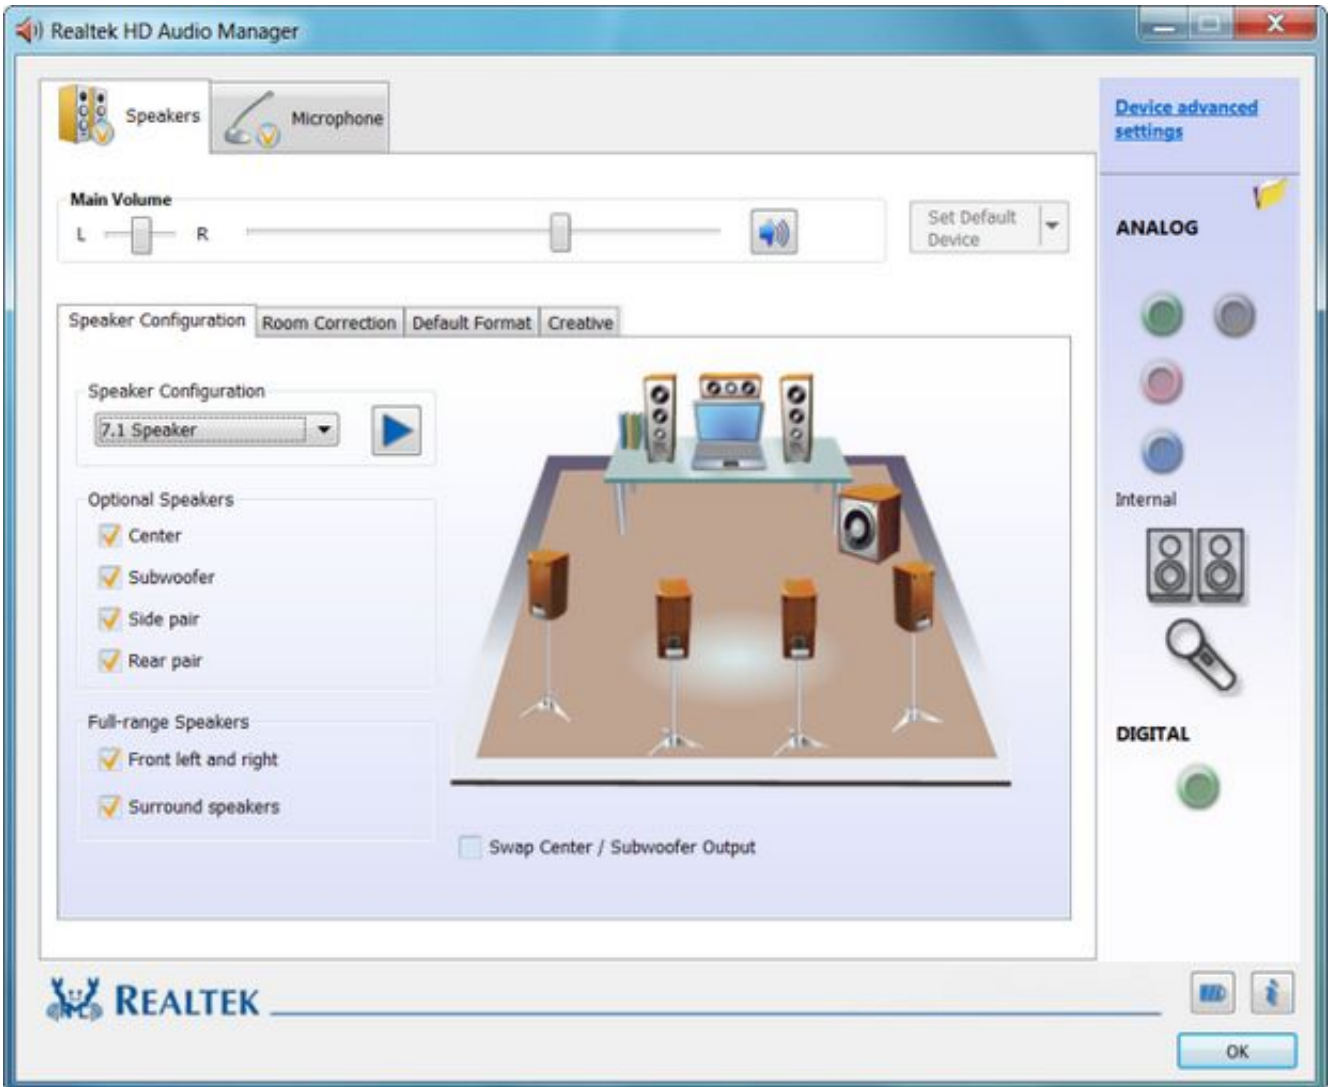 Realtek HD Audio Manager
Speakers
Microphone
Device advanced
settings
Main Volume
L
R
Set Default
Device
ANALOG
Speaker Configuration
Room Correction
Default Format
Creative
Speaker Configuration
7.1 Speaker
Optional Speakers
Center
Subwoofer
Side pair
Rear pair
Internal
Full-range Speakers
Front left and right
Surround speakers
DIGITAL
Swap Center / Subwoofer Output
REALTEK
OK